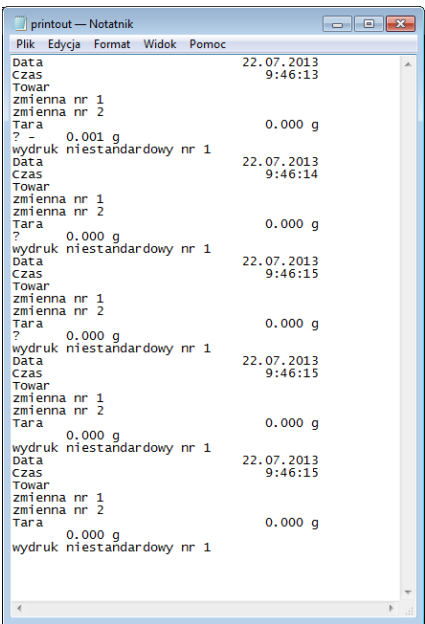 printout — Notatnik
Plik Edycja Format Widok Pomoc
Data 22.07.2013
Czas 9:46:13
Towar
zmienna nr 1
zmienna nr 2
Tara 0.000 g
? - 0.001 g
wydruk niestandardowy nr 1
Data 22.07.2013
Czas 9:46:14
Towar
zmienna nr 1
zmienna nr 2
Tara 0.000 g
? 0.000 g
wydruk niestandardowy nr 1
Data 22.07.2013
Czas 9:46:15
Towar
zmienna nr 1
zmienna nr 2
Tara 0.000 g
? 0.000 g
wydruk niestandardowy nr 1
Data 22.07.2013
Czas 9:46:15
Towar
zmienna nr 1
zmienna nr 2
Tara 0.000 g
0.000 g
wydruk niestandardowy nr 1
Data 22.07.2013
Czas 9:46:15
Towar
zmienna nr 1
zmienna nr 2
Tara 0.000 g
0.000 g
wydruk niestandardowy nr 1